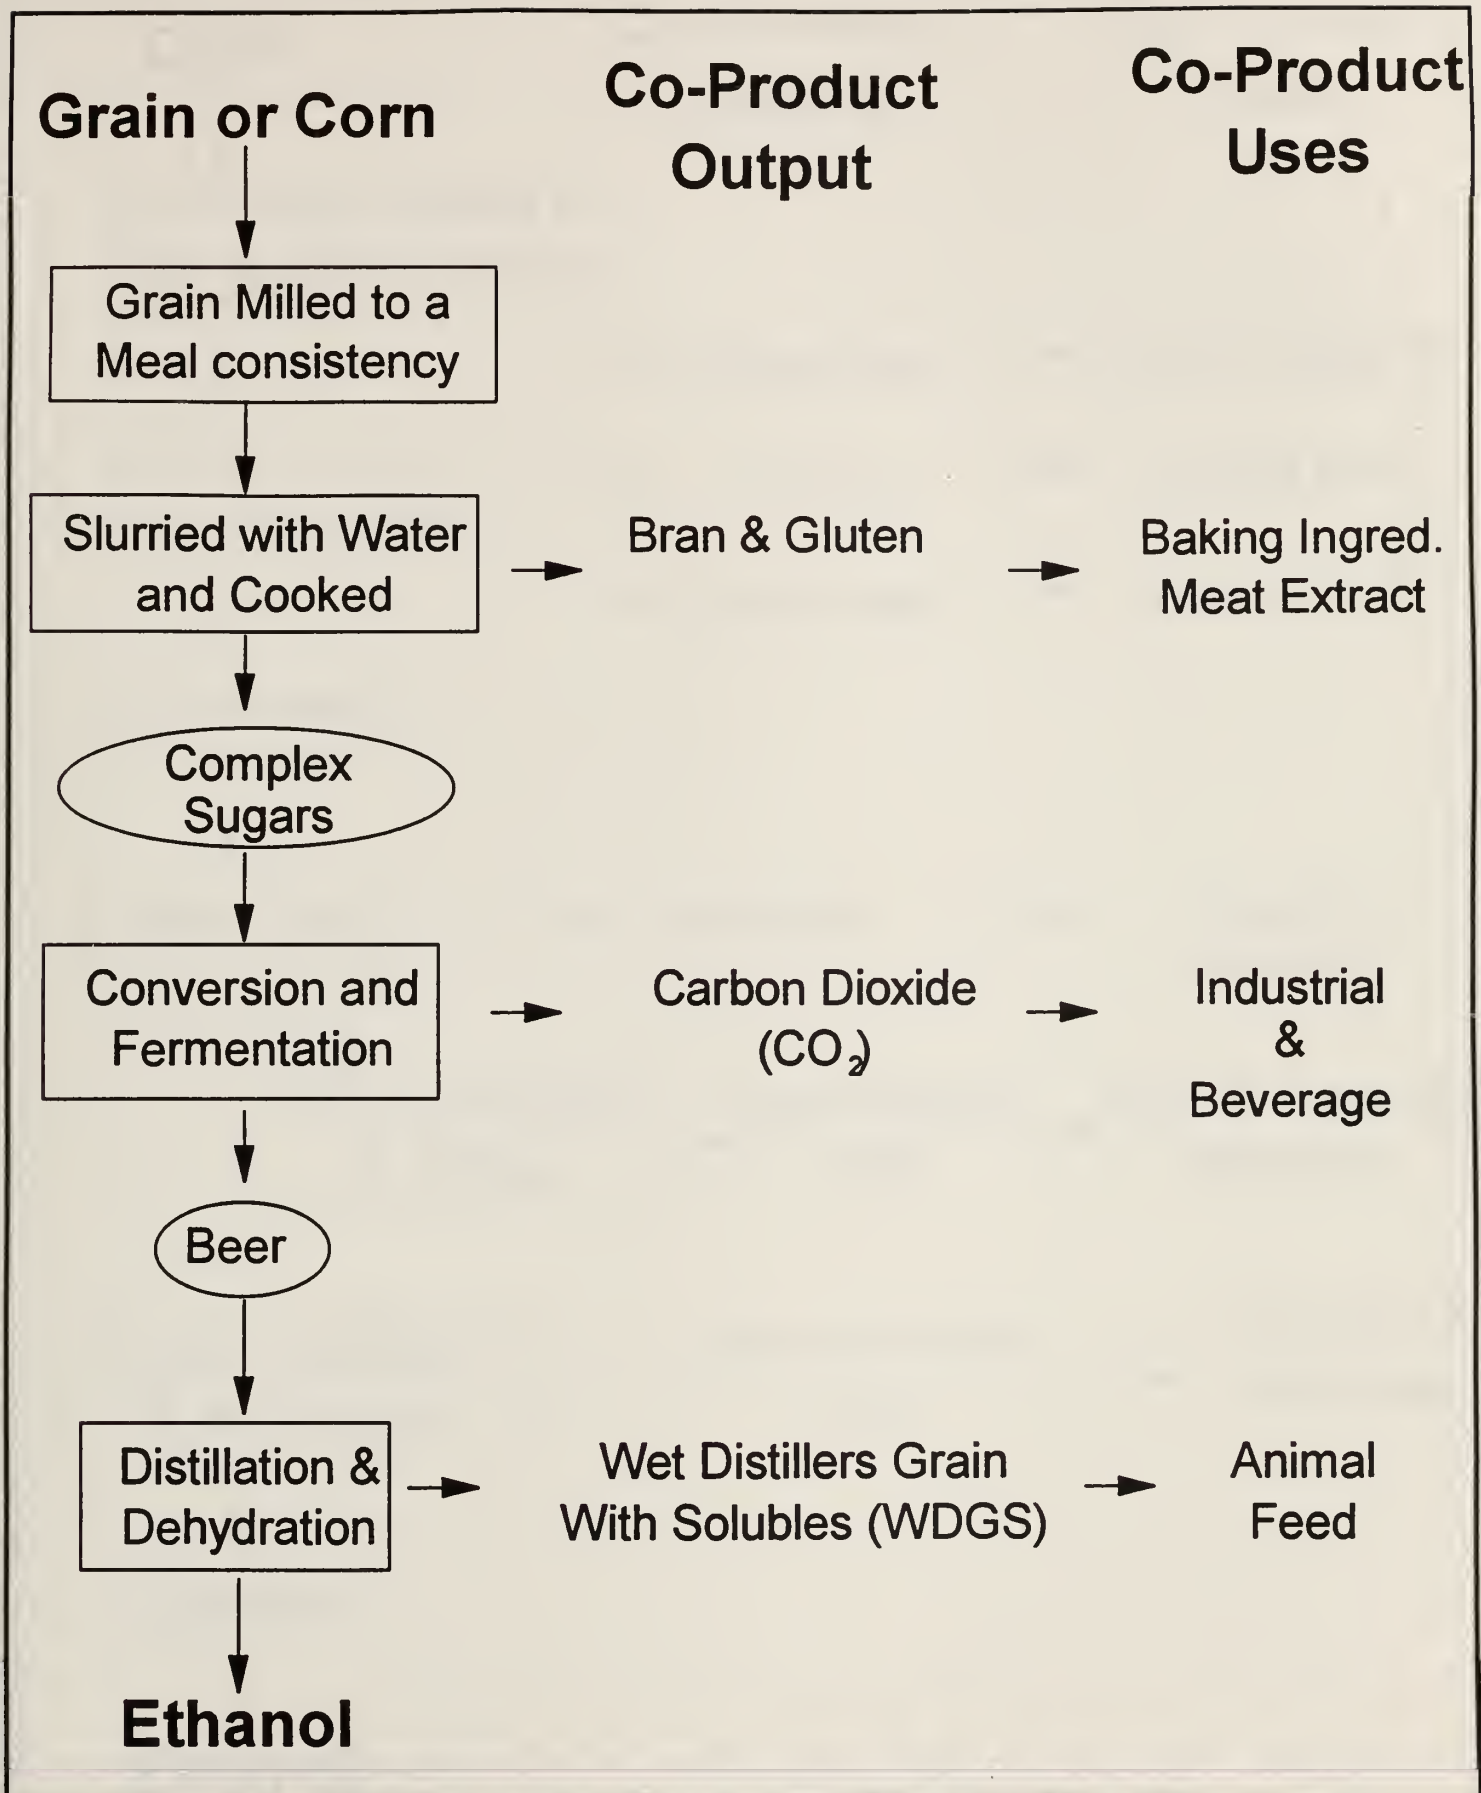 Grain or Corn
Co-Product
Output
Co-Product
Uses
Grain Milled to a
Meal consistency
Slurried with Water
and Cooked
Bran & Gluten
Baking Ingred.
Meat Extract
Complex
Sugars
Conversion and
Fermentation
Carbon Dioxide
(CO₂)
Industrial
&
Beverage
Beer
Distillation &
Dehydration
Wet Distillers Grain
With Solubles (WDGS)
Animal
Feed
Ethanol